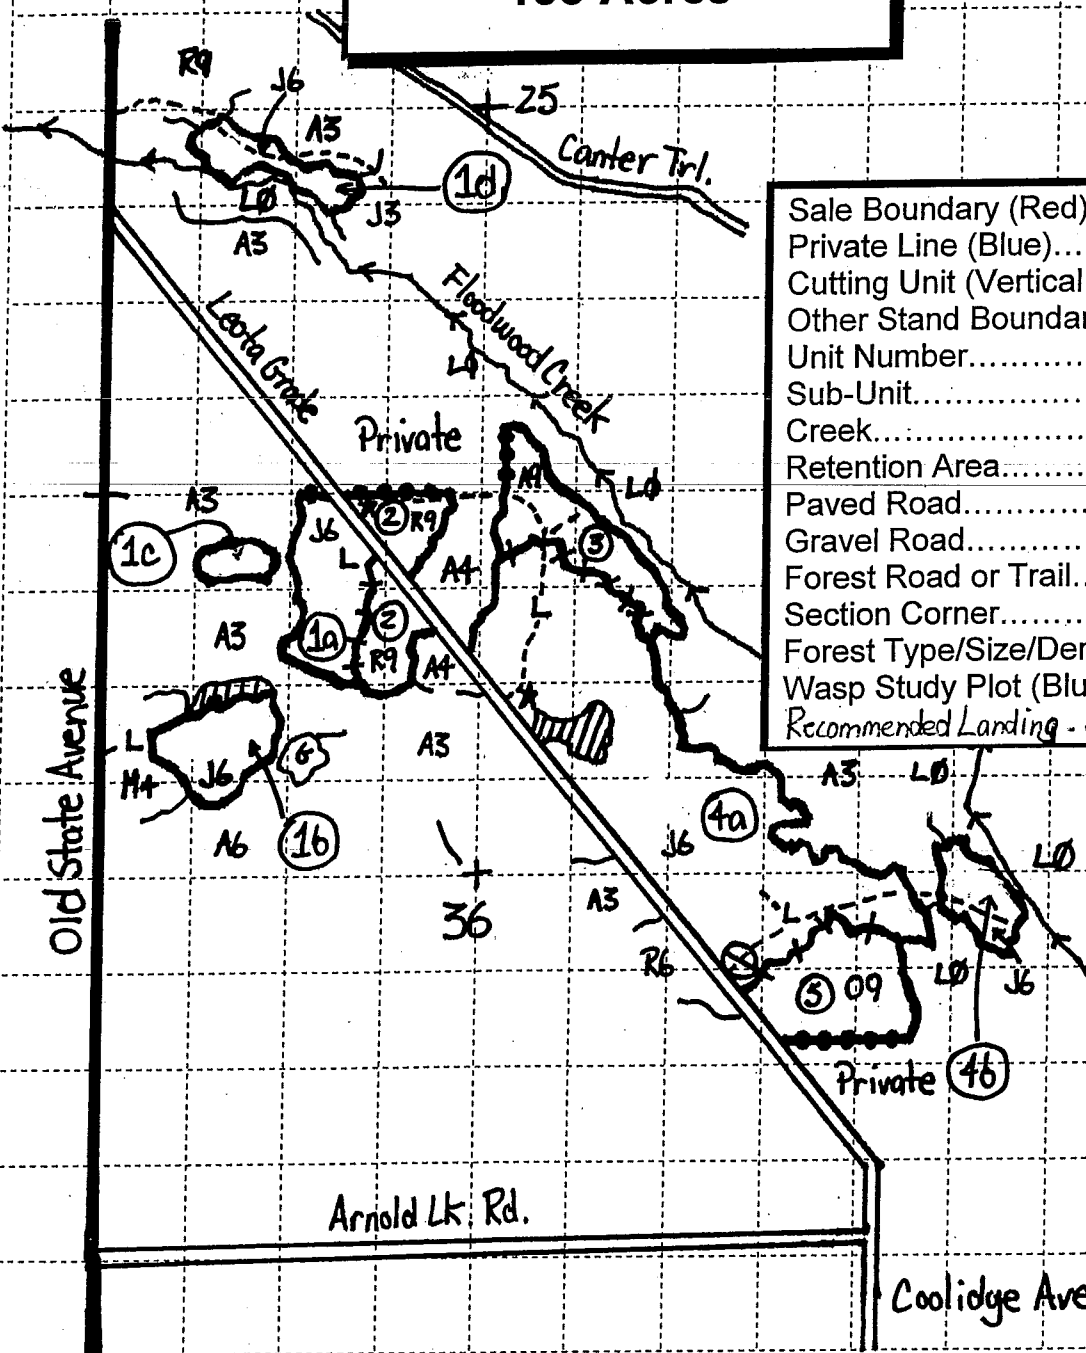 R9
J6
25
A3
Canter Trl.
1d
LØ
J3
A3
Sale Boundary (Red)
Private Line (Blue)...
Cutting Unit (Vertical
Other Stand Boundar
Unit Number...........
Sub-Unit................
Creek...................
Retention Area........
Paved Road............
Gravel Road...........
Forest Road or Trail..
Section Corner........
Forest Type/Size/Den
Wasp Study Plot (Blu
Recommended Landing - 
Floodwood Creek
Leota Grade
LØ
Private
A3
A9
LØ
2
R9
J6
1c
L
A4
3
L
A3
1a
2
R9
A4
Old State Avenue
L
M4
J6
G
A3
A3
LØ
4a
1b
A6
J6
LØ
A3
36
L
R6
X
5
09
LØ
J6
Private
4b
Arnold Lk. Rd.
Coolidge Ave